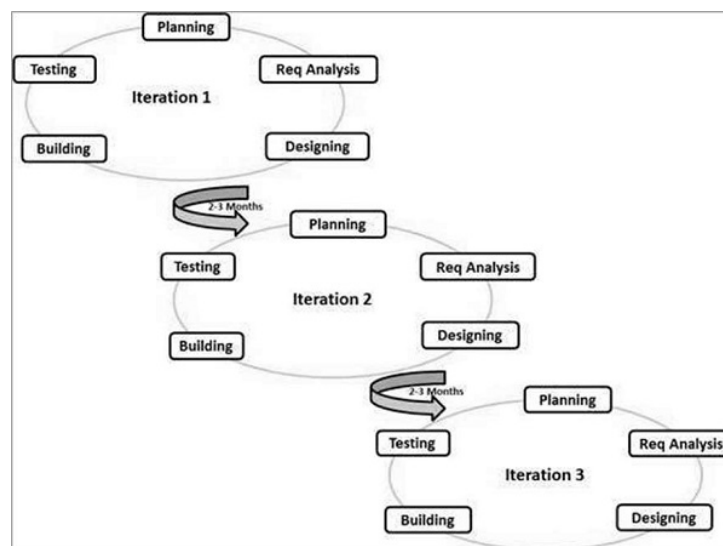 Planning
Testing
Req Analysis
Iteration 1
Building
Designing
2-3 Months
Planning
Testing
Req Analysis
Iteration 2
Building
Designing
2-3 Months
Planning
Testing
Req Analysis
Iteration 3
Building
Designing